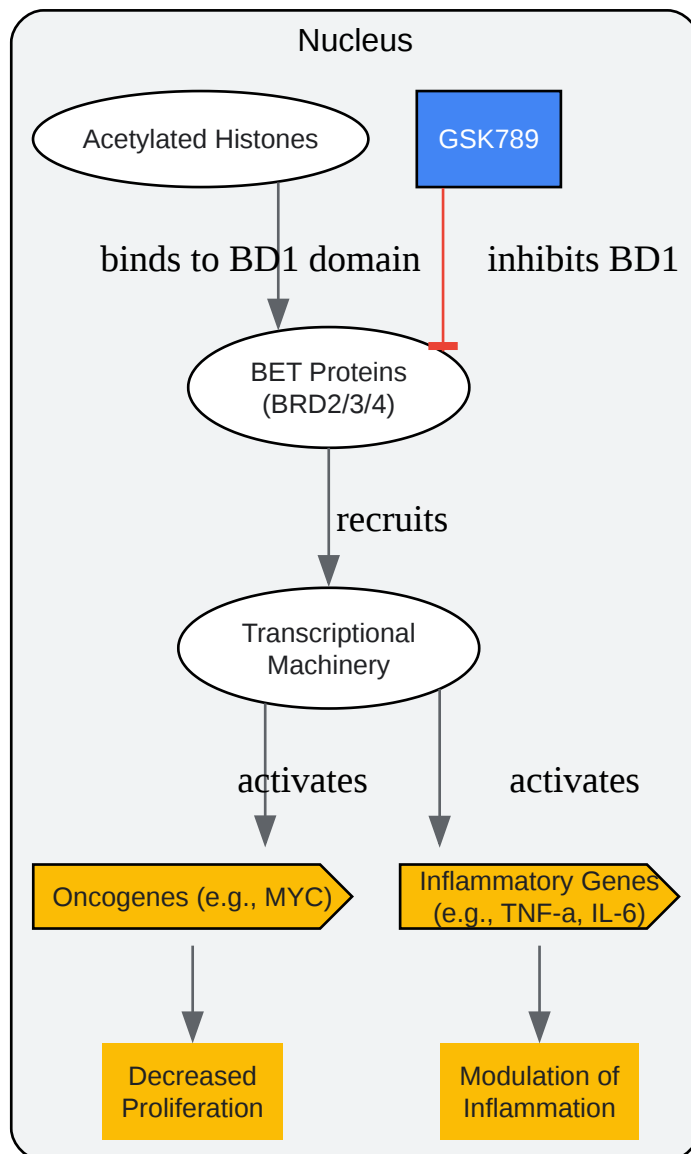 Nucleus
Acetylated Histones
GSK789
binds to BD1 domain
inhibits BD1
BET Proteins
(BRD2/3/4)
recruits
Transcriptional
Machinery
activates
activates
Oncogenes (e.g., MYC)
Inflammatory Genes
(e.g., TNF-a, IL-6)
Decreased
Proliferation
Modulation of
Inflammation